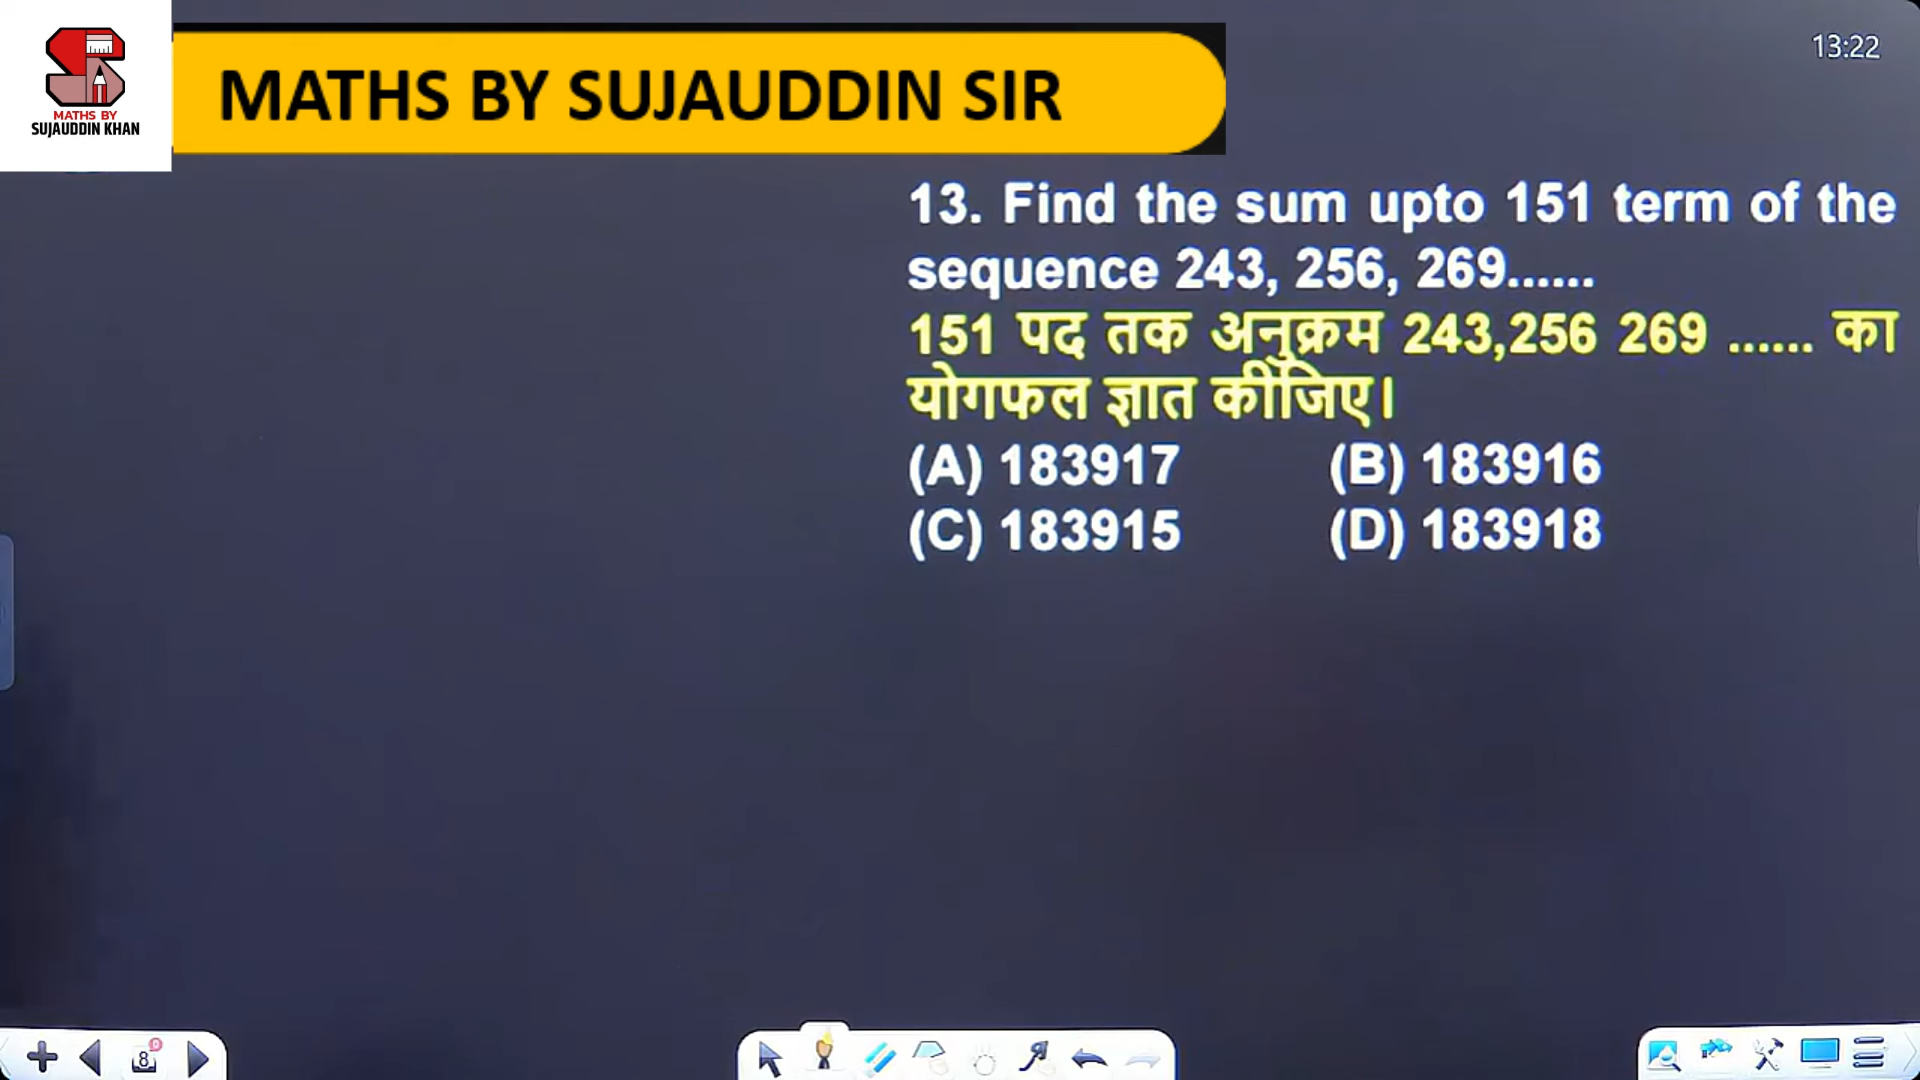 MATHS BY
SUJAUDDIN KHAN
MATHS BY SUJAUDDIN SIR
13:22
13. Find the sum upto 151 term of the
sequence 243, 256, 269......
151 पद तक अनुक्रम 243,256 269 ...... का
योगफल ज्ञात कीजिए।
(A) 183917 (B) 183916
(C) 183915 (D) 183918
8
0